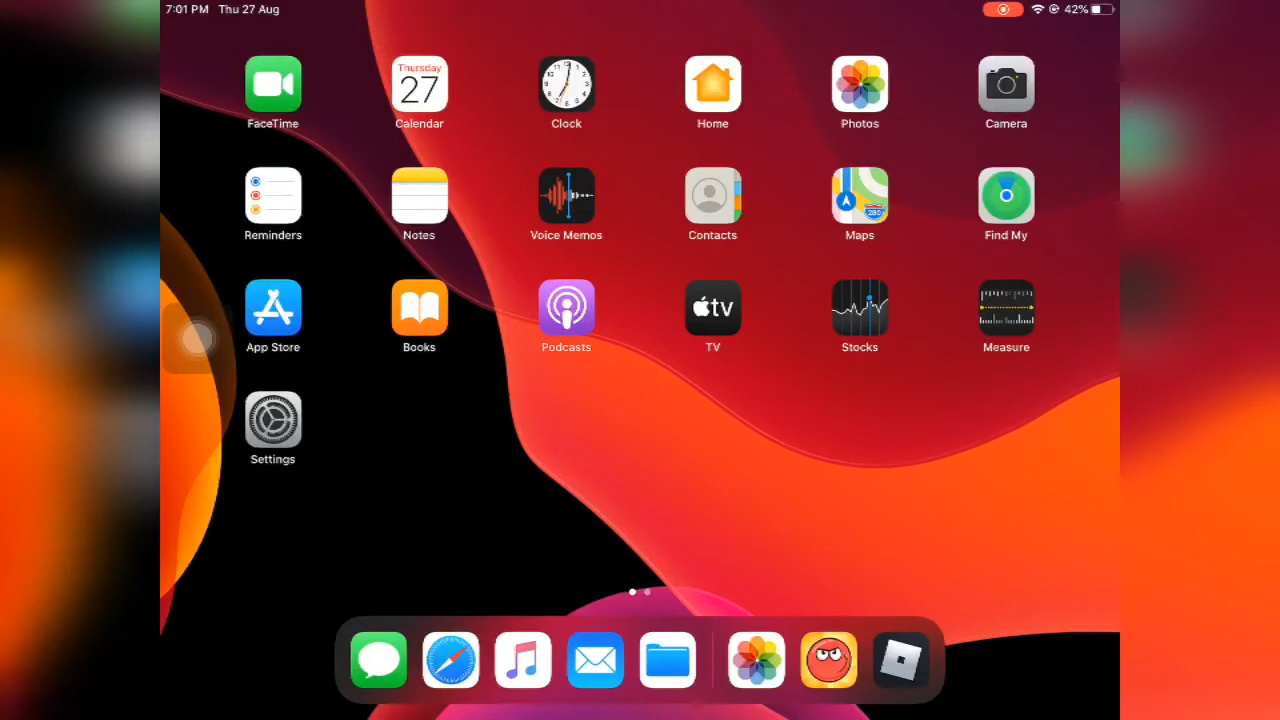 7:01 PM Thu 27 Aug
42%
Thursday
27
FaceTime
Calendar
Clock
Home
Photos
Camera
Reminders
Notes
Voice Memos
Contacts
Maps
Find My
280
tv
App Store
Books
Podcasts
TV
Stocks
Measure
Settings